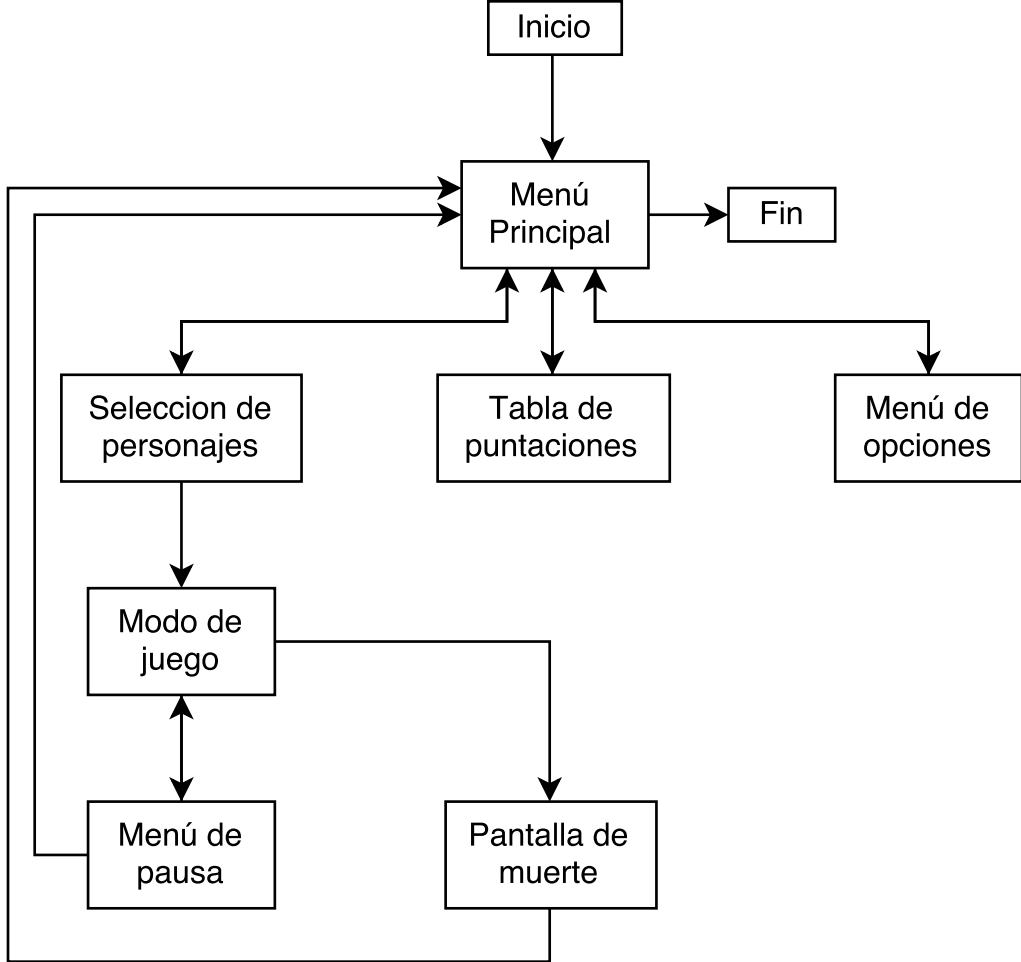 Inicio
Menú
Principal
Fin
Seleccion de
personajes
Tabla de
puntaciones
Menú de
opciones
Modo de
juego
Menú de
pausa
Pantalla de
muerte